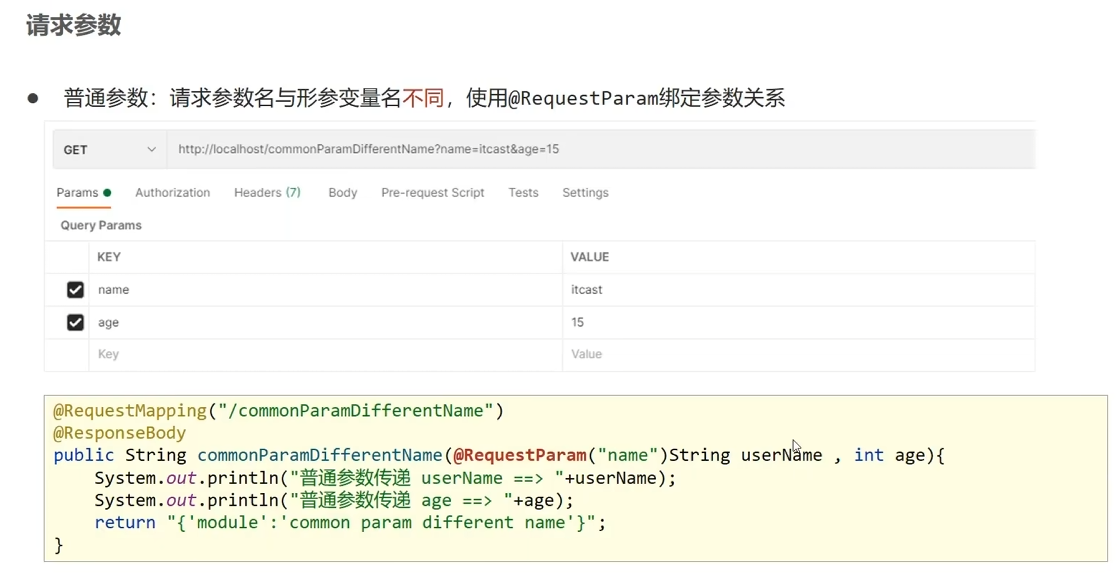 请求参数
● 普通参数：请求参数名与形参变量名不同，使用@RequestParam绑定参数关系
GET http://localhost/commonParamDifferentName?name=itcast&age=15
Params Authorization Headers (7) Body Pre-request Script Tests Settings
Query Params
KEY VALUE
name itcast
age 15
Key Value
@RequestMapping("/commonParamDifferentName")
@ResponseBody
public String commonParamDifferentName(@RequestParam("name")String userName , int age){
    System.out.println("普通参数传递 userName ==> "+userName);
    System.out.println("普通参数传递 age ==> "+age);
    return "{'module':'common param different name'}";
}